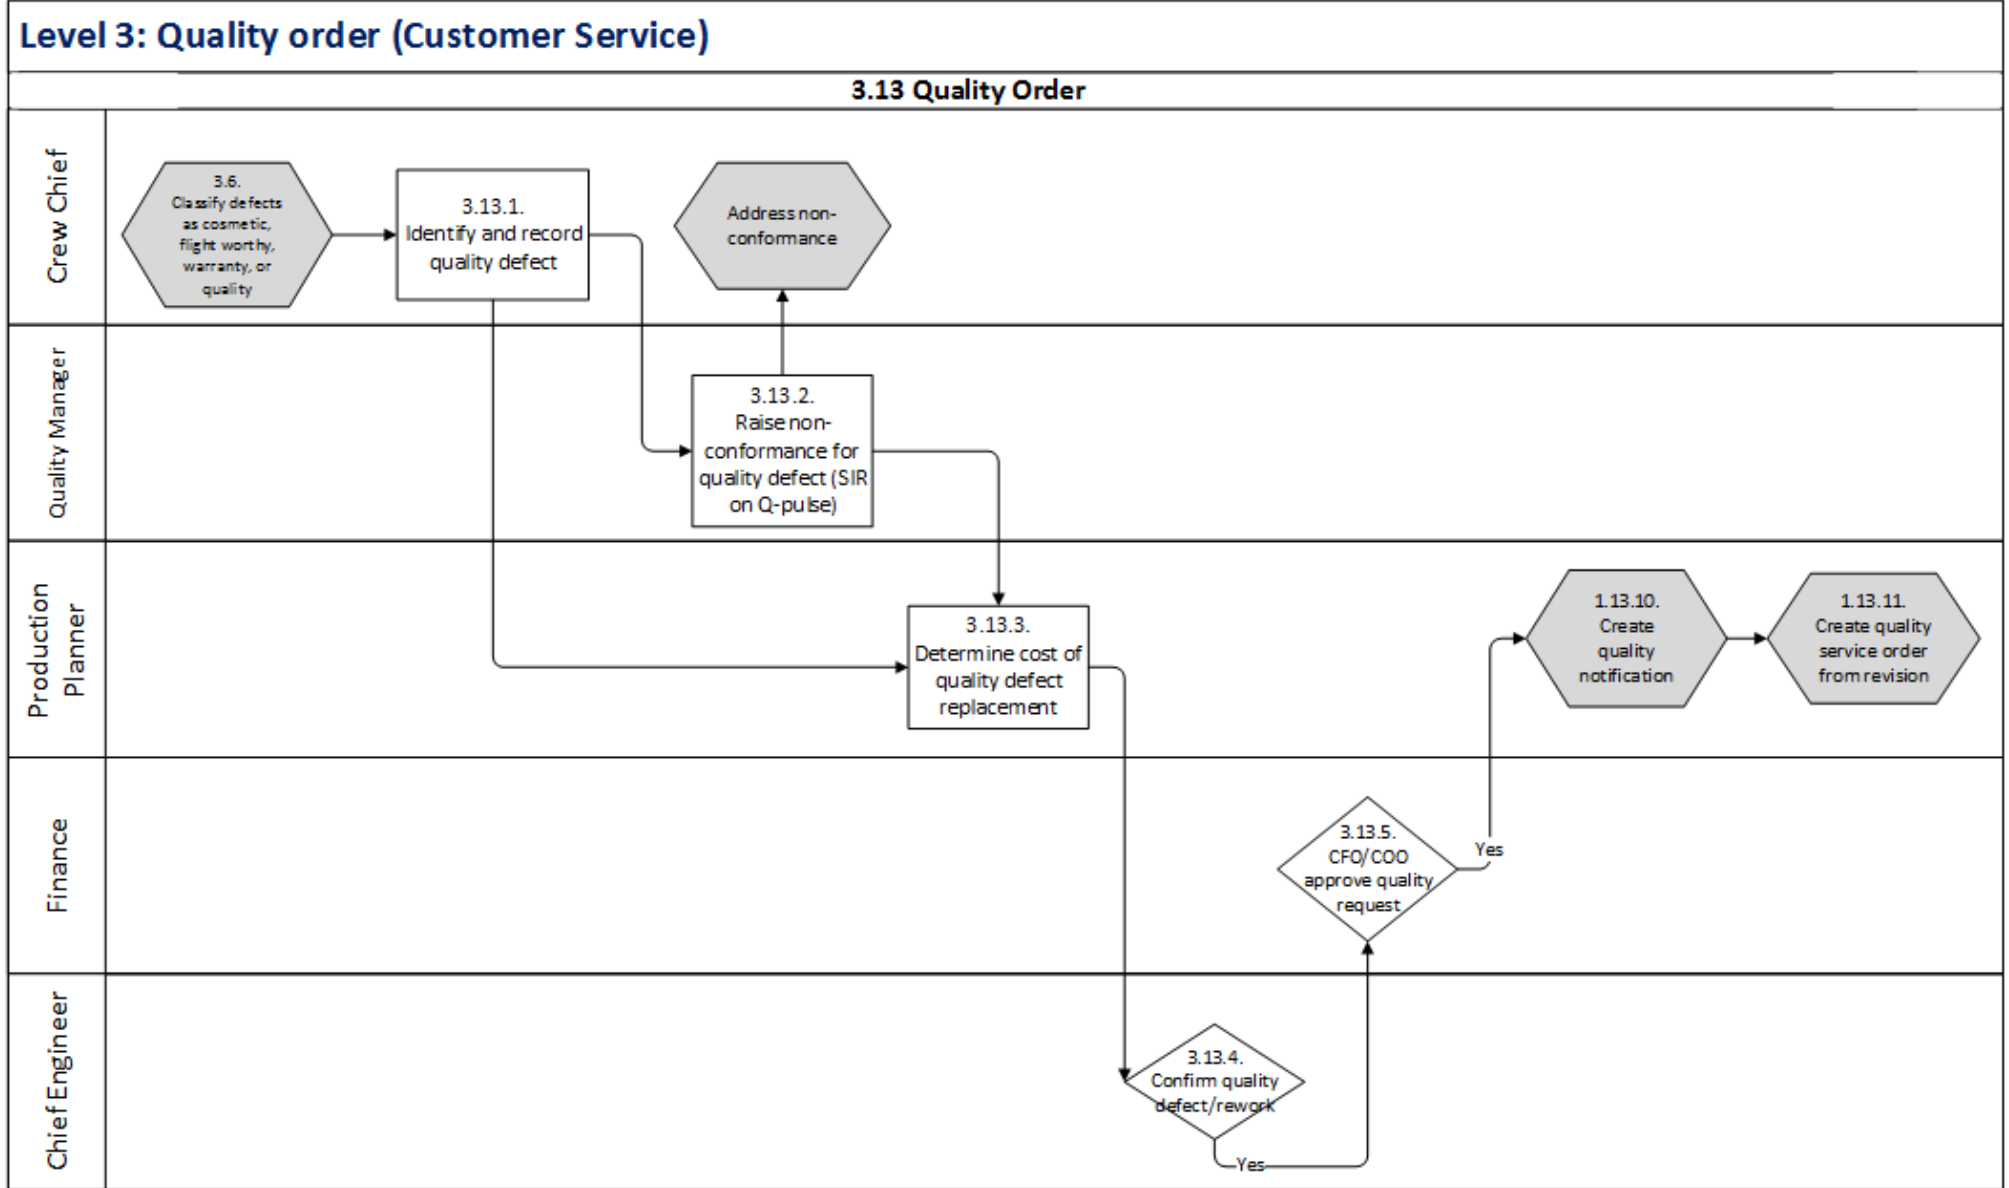 Level 3: Quality order (Customer Service)
3.13 Quality Order
Crew Chief
3.6.
Classify defects
as cosmetic,
flight worthy,
warranty, or
quality
3.13.1.
Identify and record
quality defect
Address non-
conformance
Quality Manager
3.13.2.
Raise non-
conformance for
quality defect (SIR
on Q-pulse)
Production
Planner
3.13.3.
Determine cost of
quality defect
replacement
1.13.10.
Create
quality
notification
1.13.11.
Create quality
service order
from revision
Finance
3.13.5.
CFO/COO
approve quality
request
Yes
Chief Engineer
3.13.4.
Confirm quality
defect/rework
Yes